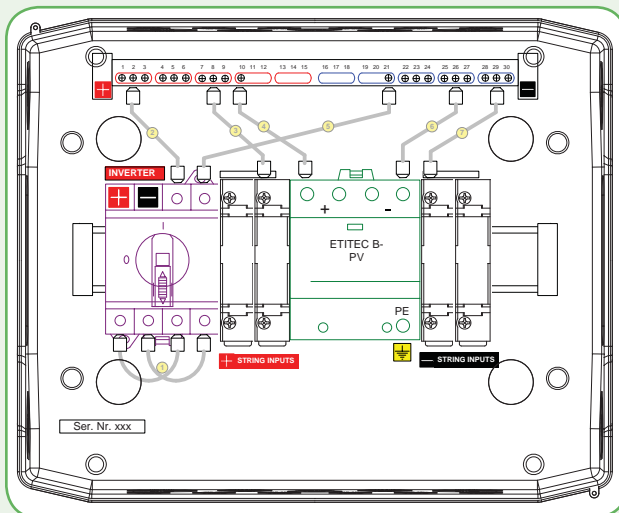 1 2 3 4 5 6 7 8 9 10 11 12 13 14 15 16 17 18 19 20 21 22 23 24 25 26 27 28 29 30
+ −
2 3 4 5 6 7
INVERTER
+ −
+ -
I
0
ETITEC B-
PV
PE
1
+ STRING INPUTS
− STRING INPUTS
Ser. Nr. xxx